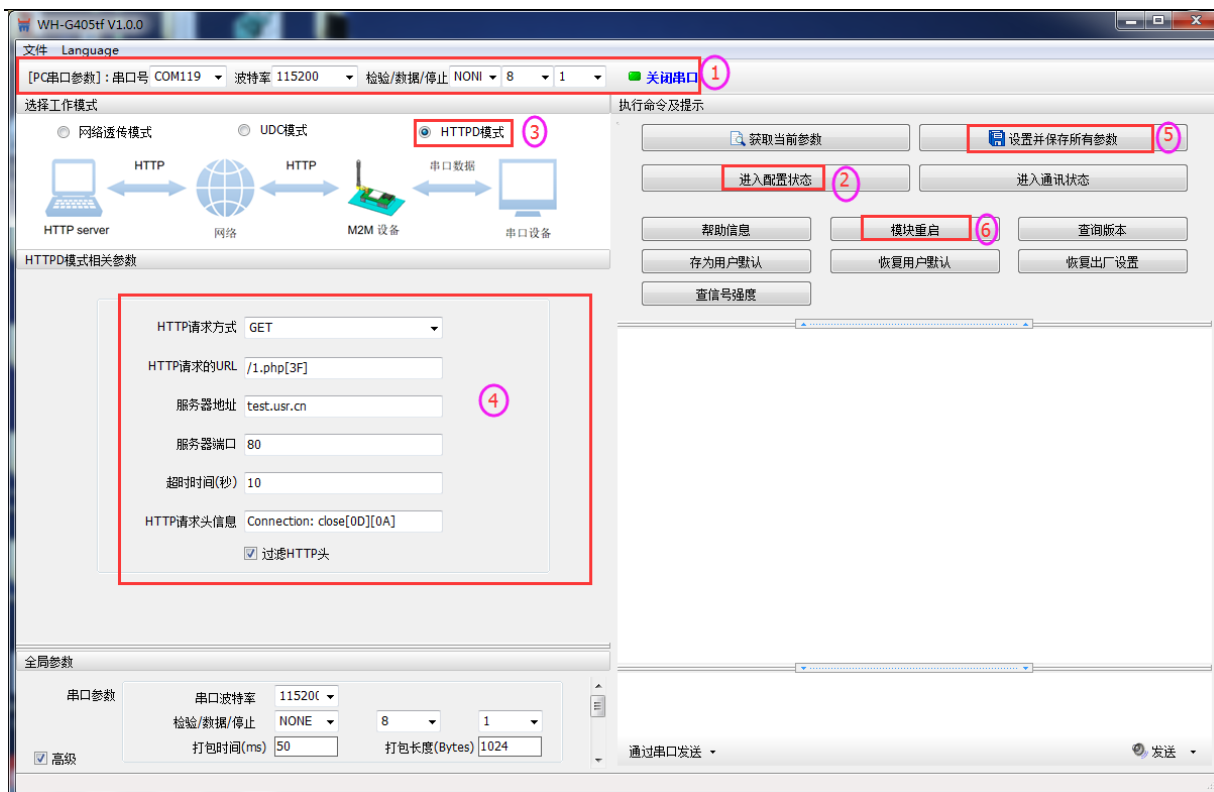 WH-G405tf V1.0.0
文件 Language
[PC串口参数]:串口号 COM119 波特率 115200 检验/数据/停止 NONI 8 1 关闭串口 1
选择工作模式
网络透传模式 UDC模式 HTTPD模式 3
HTTP HTTP 串口数据
HTTP server 网络 M2M 设备 串口设备
HTTPD模式相关参数
HTTP请求方式 GET
HTTP请求的URL /1.php[3F]
服务器地址 test.usr.cn
4
服务器端口 80
超时时间(秒) 10
HTTP请求头信息 Connection: close[0D][0A]
过滤HTTP头
全局参数
串口参数 串口波特率 115200
检验/数据/停止 NONE 8 1
打包时间(ms) 50 打包长度(Bytes) 1024
高级
执行命令及提示
获取当前参数 设置并保存所有参数 5
进入配置状态 2 进入通讯状态
帮助信息 模块重启 6 查询版本
存为用户默认 恢复用户默认 恢复出厂设置
查信号强度
通过串口发送 发送